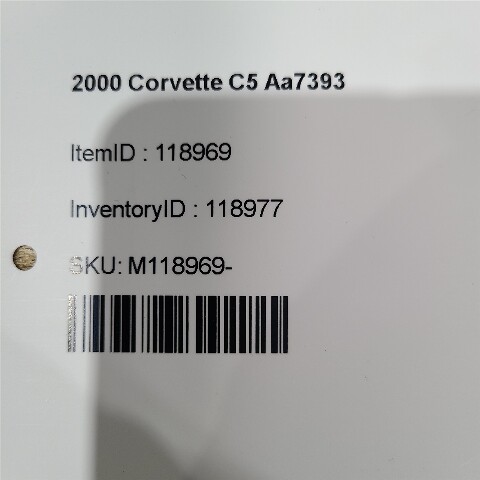 2000 Corvette C5 Aa7393
ItemID : 118969
InventoryID : 118977
SKU: M118969-